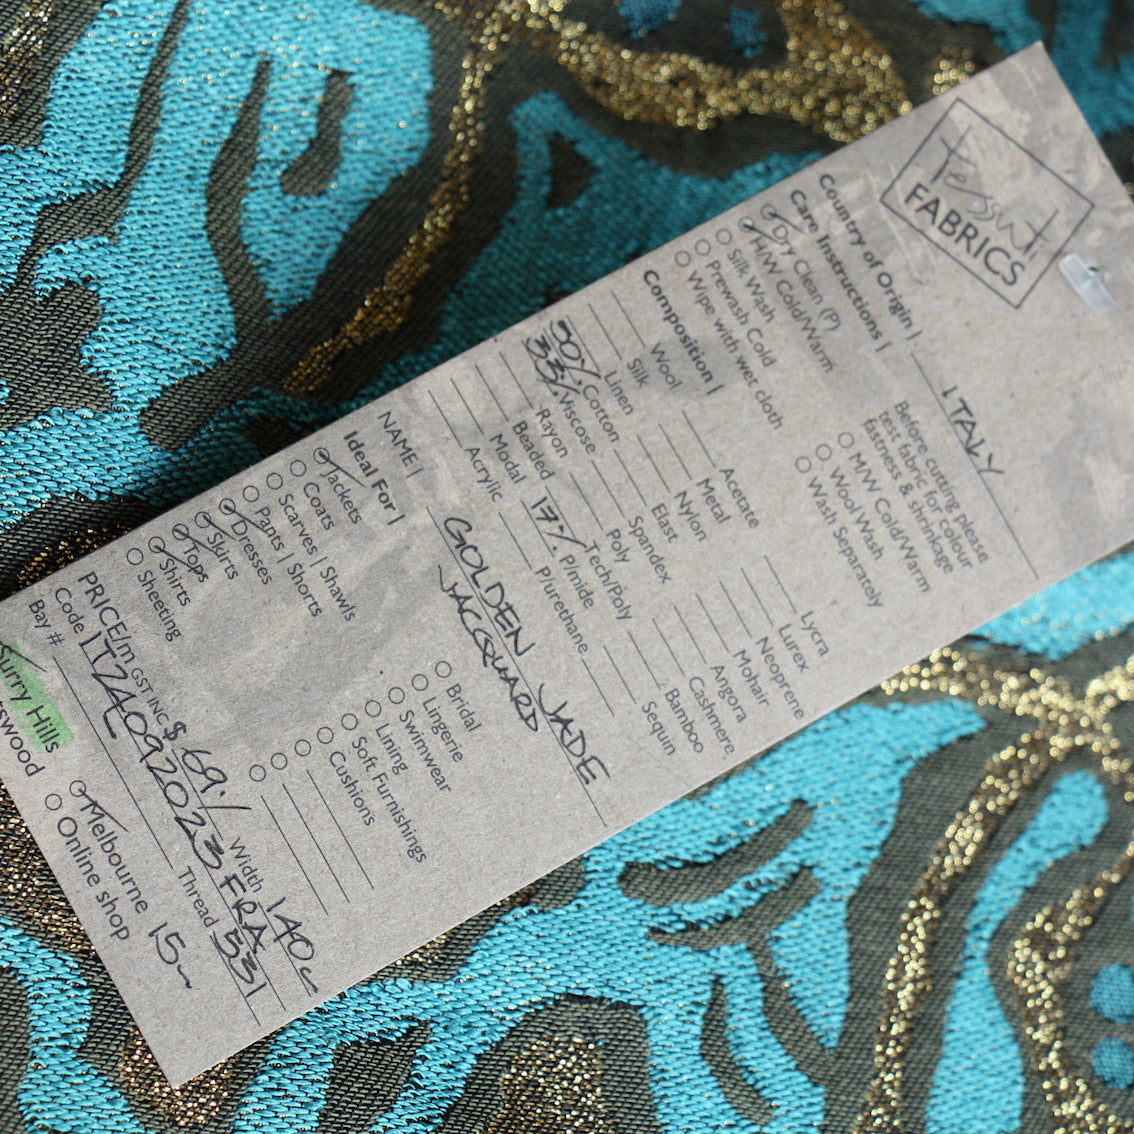 Tessuti
FABRICS
Country of Origin | ITALY
Care Instructions |
Dry Clean (P)
H/W Cold/Warm
Silk Wash
Prewash Cold
Wipe with wet cloth
Before cutting please
test fabric for colour
fastness & shrinkage
M/W Cold/Warm
Wool Wash
Wash Separately
Composition |
Wool
Silk
Linen
50% Cotton
33% Viscose
Rayon
Beaded
Modal
Acrylic
Acetate
Metal
Nylon
Elast
Spandex
Poly
Tech/Poly
17% P/mide
P/urethane
Lycra
Lurex
Neoprene
Mohair
Angora
Cashmere
Bamboo
Sequin
NAME | GOLDEN JADE
JACQUARD
Ideal For |
Jackets
Coats
Scarves | Shawls
Pants | Shorts
Dresses
Skirts
Tops
Shirts
Sheeting
Bridal
Lingerie
Swimwear
Lining
Soft Furnishings
Cushions
PRICE/m GST INC $ 69./ Width 140c
Code IT24092023FRA
Bay # Thread 531
Surry Hills
Melbourne 15m
Online shop